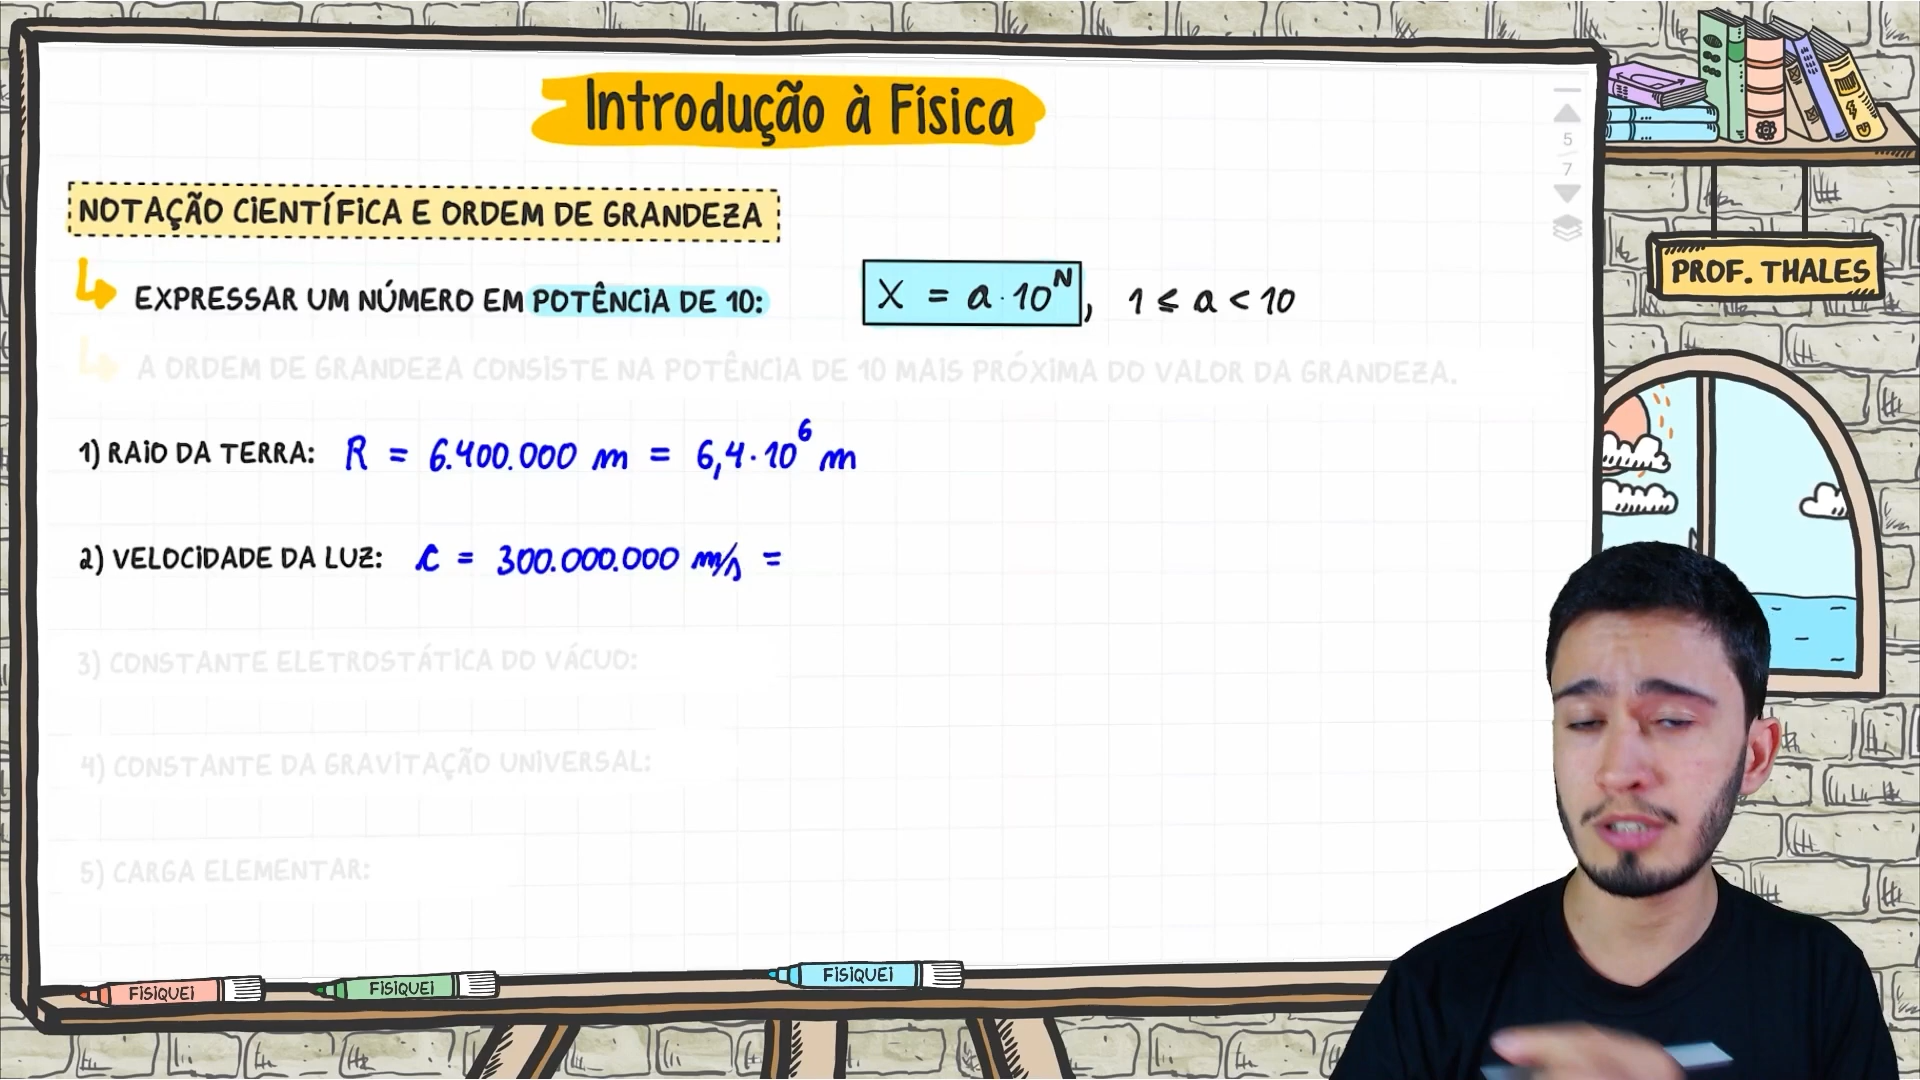 Introdução à Física
5
7
NOTAÇÃO CIENTÍFICA E ORDEM DE GRANDEZA
PROF. THALES
EXPRESSAR UM NÚMERO EM POTÊNCIA DE 10: X = a · 10^N, 1 ≤ a < 10
A ORDEM DE GRANDEZA CONSISTE NA POTÊNCIA DE 10 MAIS PRÓXIMA DO VALOR DA GRANDEZA.
1) RAIO DA TERRA: R = 6.400.000 m = 6,4 · 10^6 m
2) VELOCIDADE DA LUZ: c = 300.000.000 m/s =
3) CONSTANTE ELETROSTÁTICA DO VÁCUO:
4) CONSTANTE DA GRAVITAÇÃO UNIVERSAL:
5) CARGA ELEMENTAR:
FISIQUEI
FISIQUEI
FISIQUEI